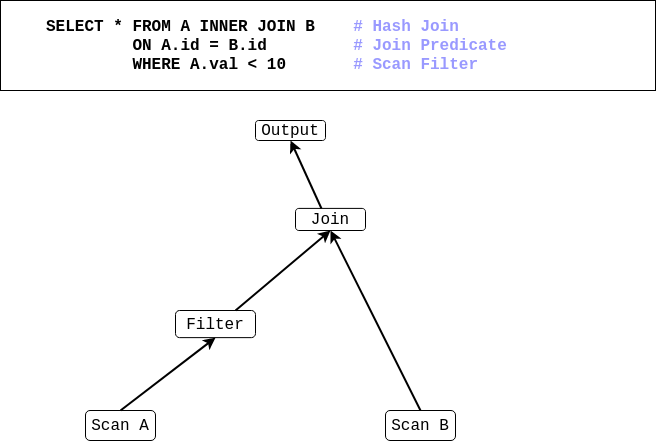 SELECT * FROM A INNER JOIN B    # Hash Join
         ON A.id = B.id         # Join Predicate
         WHERE A.val < 10       # Scan Filter
Output
Join
Filter
Scan A
Scan B